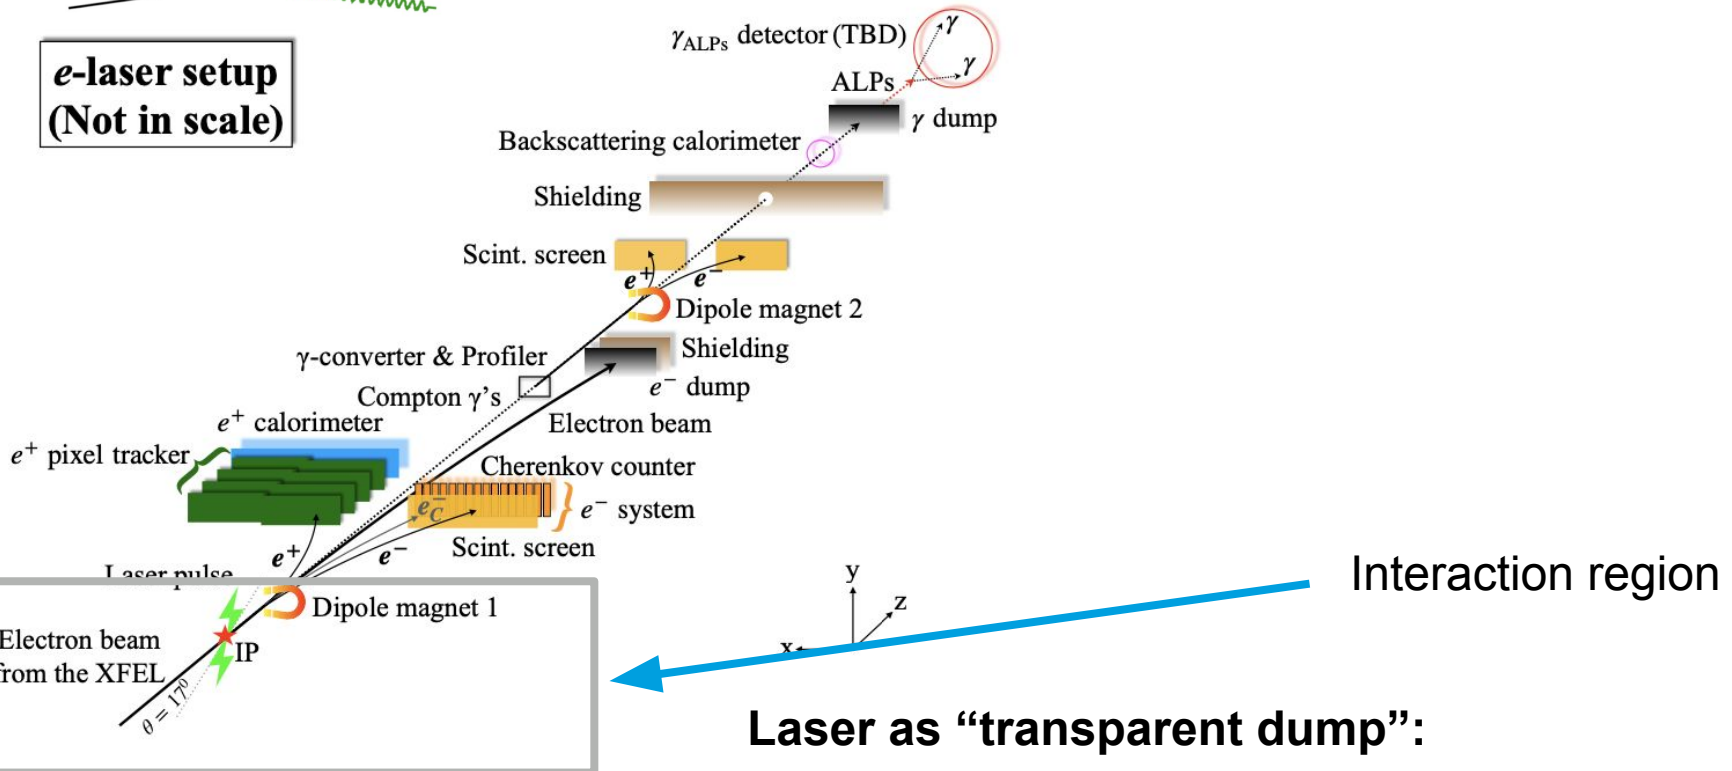 e-laser setup
(Not in scale)
γALPs detector (TBD)
γ
γ
ALPs
γ dump
Backscattering calorimeter
Shielding
Scint. screen
e+
e−
Dipole magnet 2
γ-converter & Profiler
Shielding
e− dump
Compton γ's
Electron beam
e+ calorimeter
e+ pixel tracker
Cherenkov counter
e−C
e− system
Scint. screen
e+
e−
Laser pulse
Dipole magnet 1
Electron beam
from the XFEL
IP
θ = 17⁰
y
z
x
Interaction region
Laser as “transparent dump”: